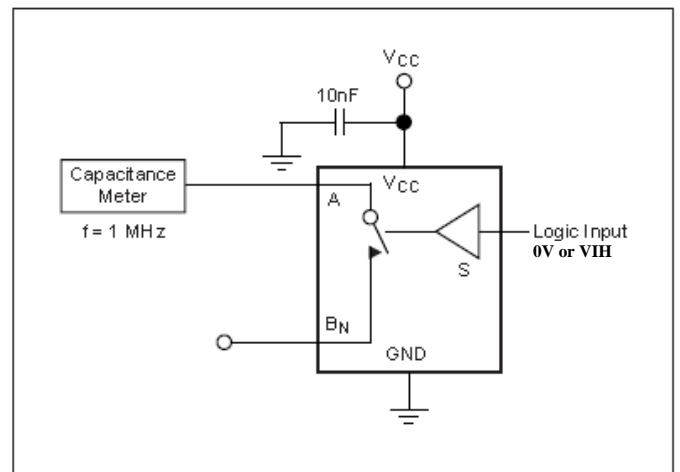 VCC
10nF
Capacitance
Meter
VCC
A
f = 1 MHz
Logic Input
0V or VIH
S
BN
GND